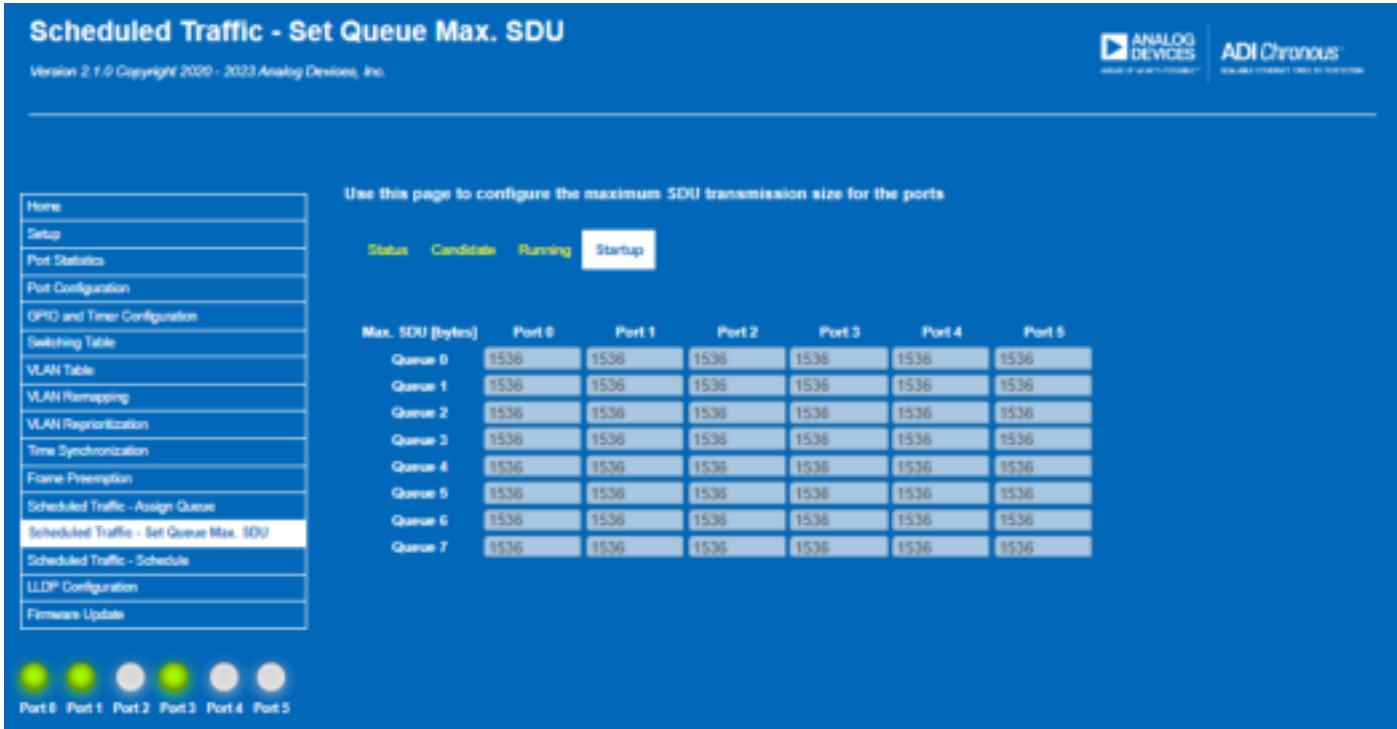 Scheduled Traffic - Set Queue Max. SDU
Version 2.1.0 Copyright 2020 - 2023 Analog Devices, Inc.
ANALOG DEVICES
AHEAD OF WHAT'S POSSIBLE™
ADI Chronous™
Use this page to configure the maximum SDU transmission size for the ports
Home
Setup
Port Statistics
Port Configuration
GPIO and Timer Configuration
Switching Table
VLAN Table
VLAN Remapping
VLAN Reprioritization
Time Synchronization
Frame Preemption
Scheduled Traffic - Assign Queue
Scheduled Traffic - Set Queue Max. SDU
Scheduled Traffic - Schedule
LLDP Configuration
Firmware Update
Status Candidate Running Startup
Max. SDU [bytes] Port 0 Port 1 Port 2 Port 3 Port 4 Port 5
Queue 0 1536 1536 1536 1536 1536 1536
Queue 1 1536 1536 1536 1536 1536 1536
Queue 2 1536 1536 1536 1536 1536 1536
Queue 3 1536 1536 1536 1536 1536 1536
Queue 4 1536 1536 1536 1536 1536 1536
Queue 5 1536 1536 1536 1536 1536 1536
Queue 6 1536 1536 1536 1536 1536 1536
Queue 7 1536 1536 1536 1536 1536 1536
Port 0 Port 1 Port 2 Port 3 Port 4 Port 5